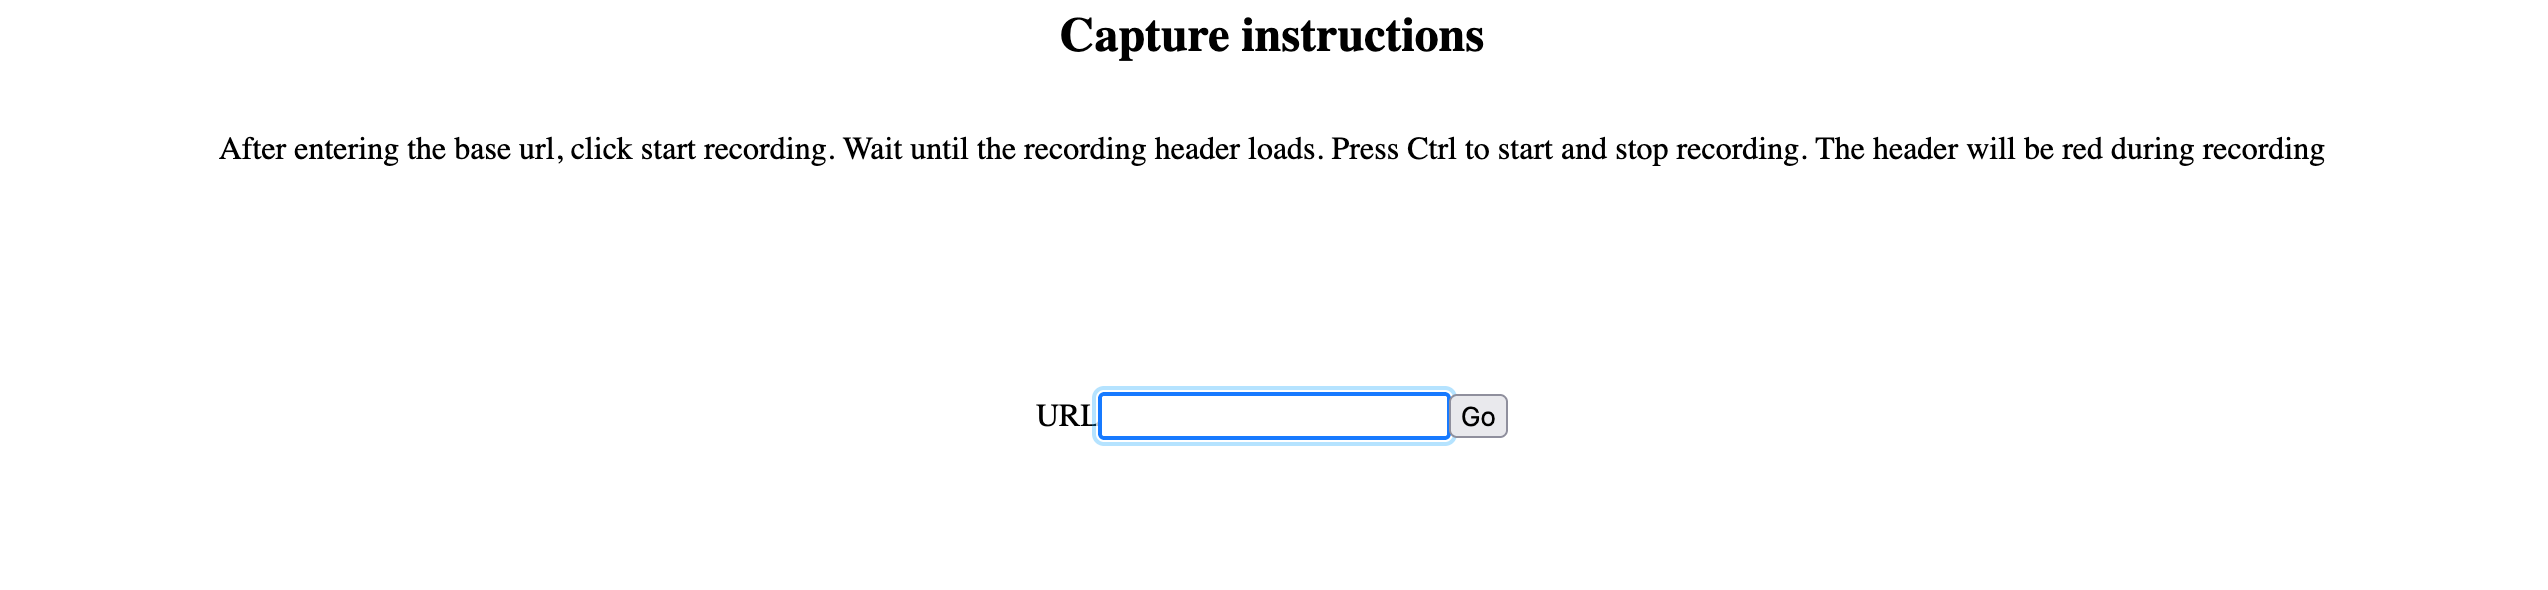 Capture instructions
After entering the base url, click start recording. Wait until the recording header loads. Press Ctrl to start and stop recording. The header will be red during recording
URL Go